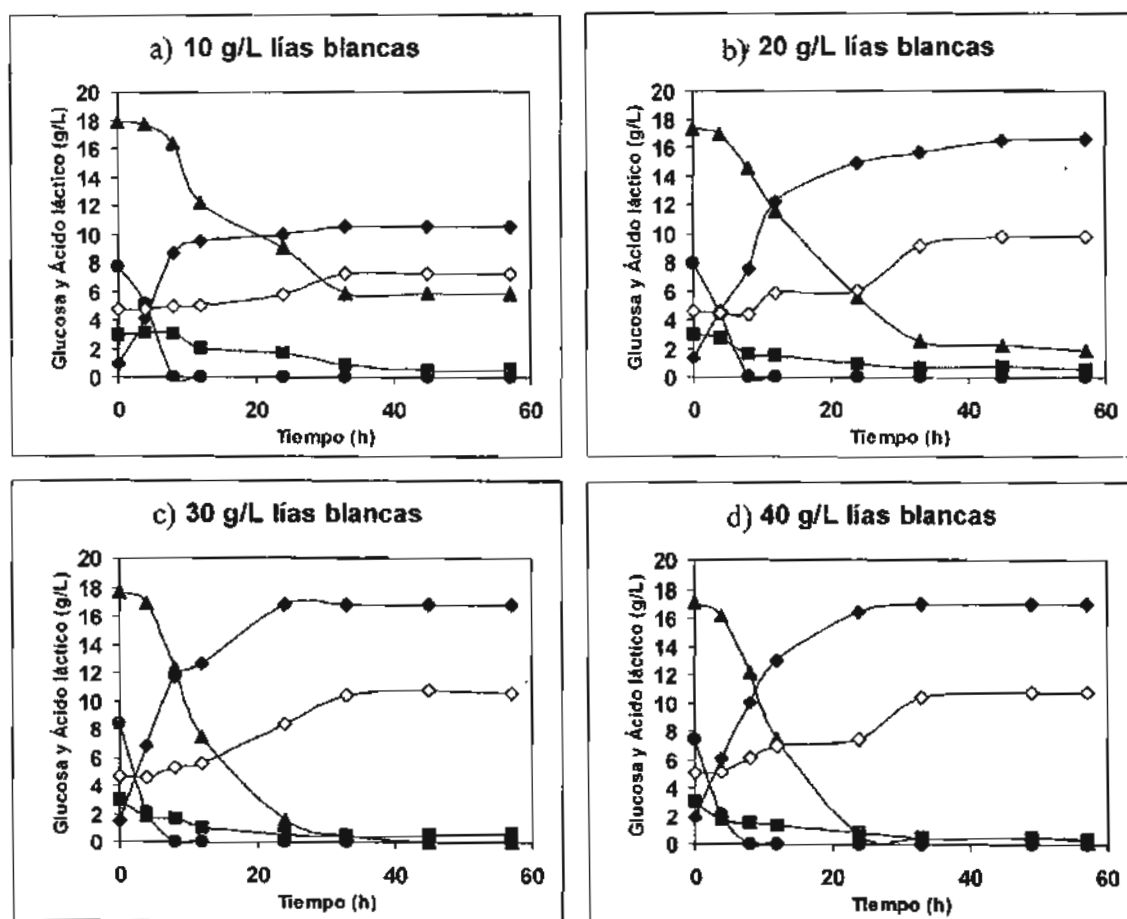 a) 10 g/L lías blancas
Glucosa y Ácido láctico (g/L)
20
18
16
14
12
10
8
6
4
2
0
0 20 40 60
Tiempo (h)
b) 20 g/L lías blancas
Glucosa y Ácido láctico (g/L)
20
18
16
14
12
10
8
6
4
2
0
0 20 40 60
Tiempo (h)
c) 30 g/L lías blancas
Glucosa y Ácido láctico (g/L)
20
18
16
14
12
10
8
6
4
2
0
0 20 40 60
Tiempo (h)
d) 40 g/L lías blancas
Glucosa y Ácido láctico (g/L)
20
18
16
14
12
10
8
6
4
2
0
0 20 40 60
Tiempo (h)